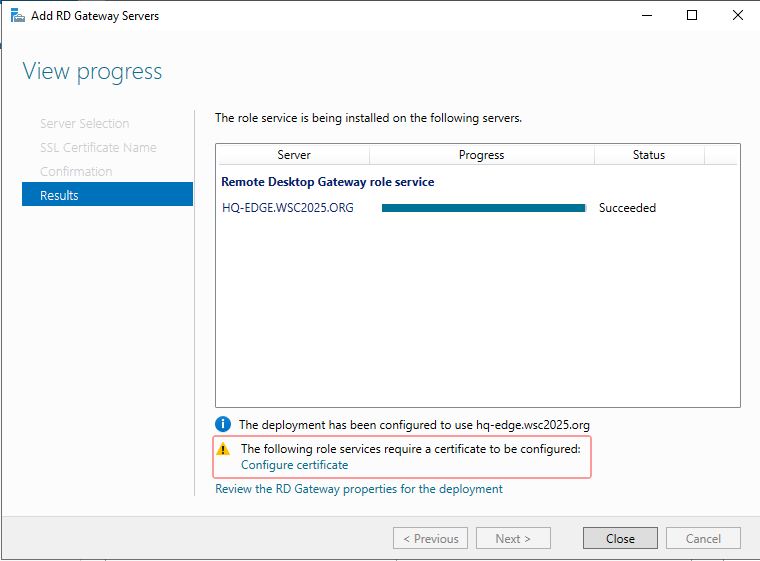 Add RD Gateway Servers
View progress
Server Selection
SSL Certificate Name
Confirmation
Results
The role service is being installed on the following servers.
Server Progress Status
Remote Desktop Gateway role service
HQ-EDGE.WSC2025.ORG Succeeded
The deployment has been configured to use hq-edge.wsc2025.org
The following role services require a certificate to be configured:
Configure certificate
Review the RD Gateway properties for the deployment
< Previous Next > Close Cancel